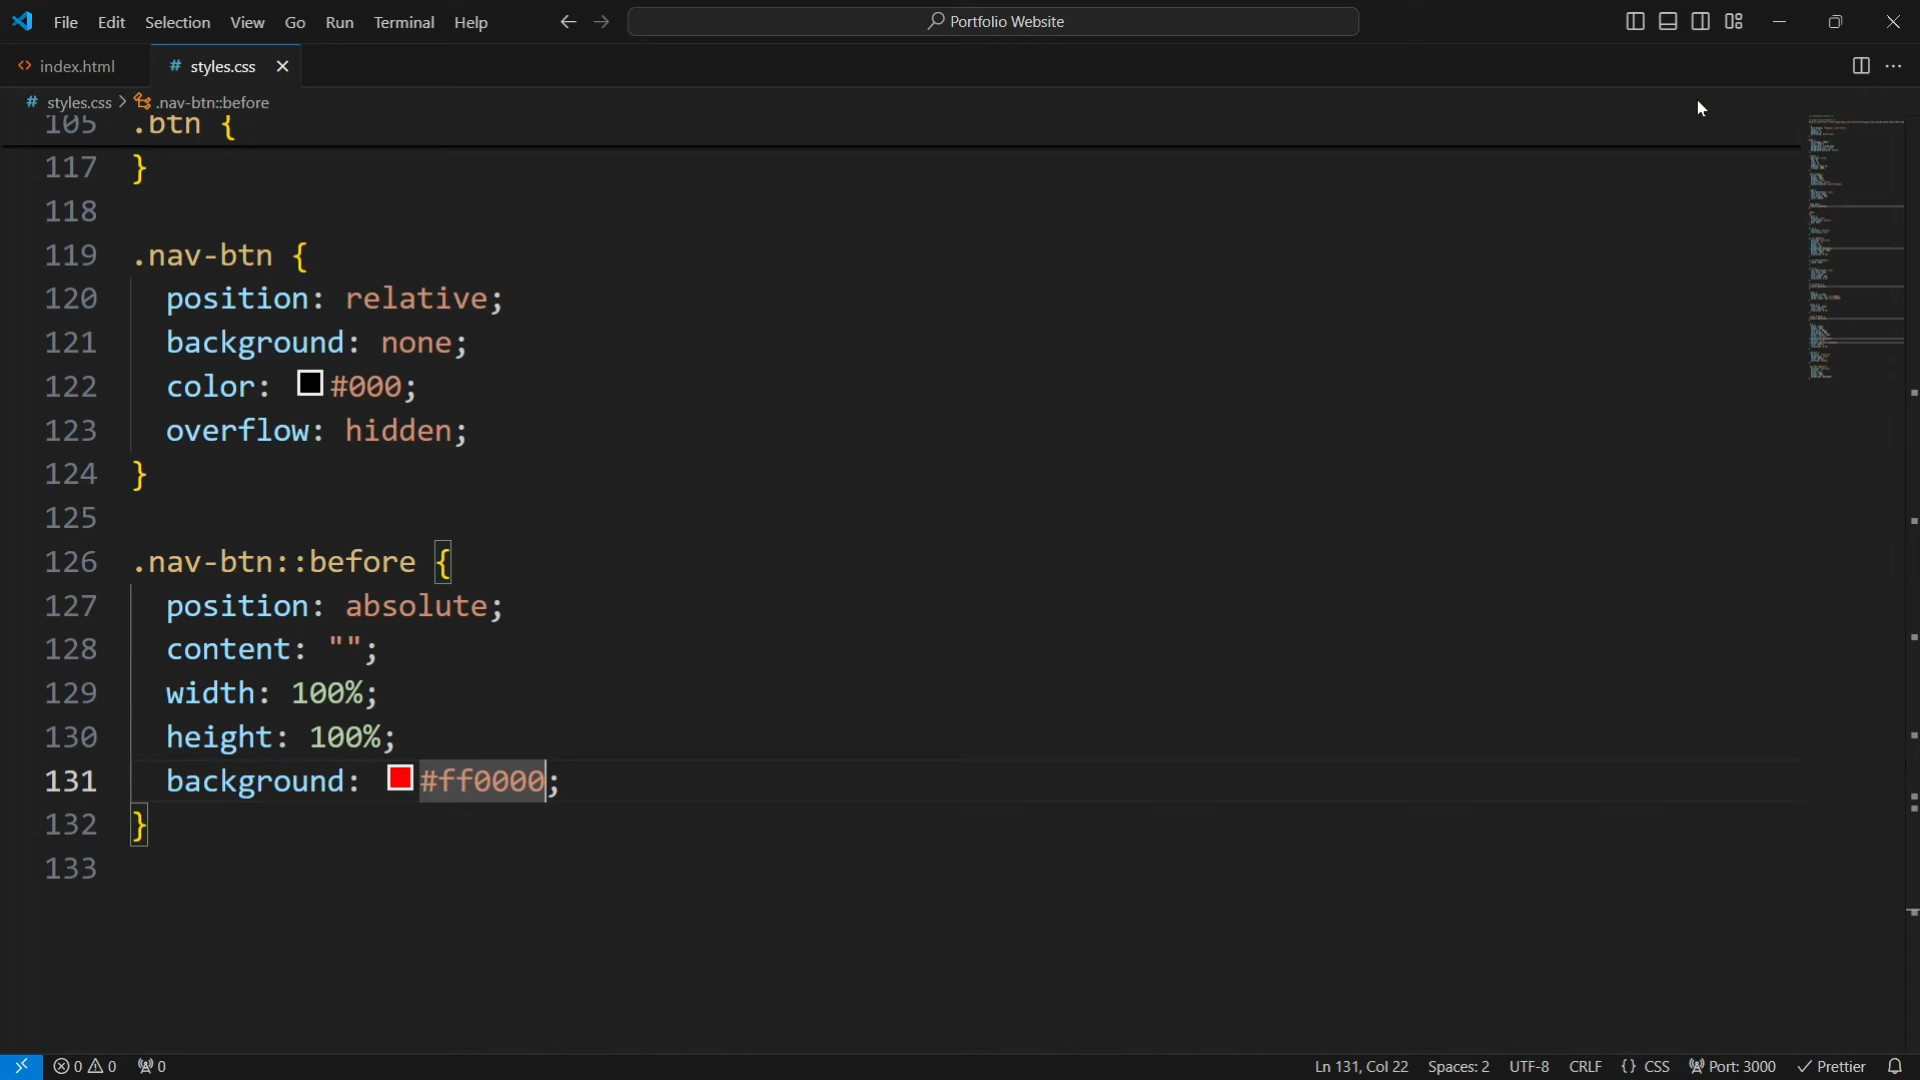 File Edit Selection View Go Run Terminal Help Portfolio Website
index.html # styles.css
# styles.css > .nav-btn::before
105 .btn {
117 }
118
119 .nav-btn {
120 position: relative;
121 background: none;
122 color: #000;
123 overflow: hidden;
124 }
125
126 .nav-btn::before {
127 position: absolute;
128 content: "";
129 width: 100%;
130 height: 100%;
131 background: #ff0000;
132 }
133
0 0 0 Ln 131, Col 22 Spaces: 2 UTF-8 CRLF {} CSS Port: 3000 Prettier